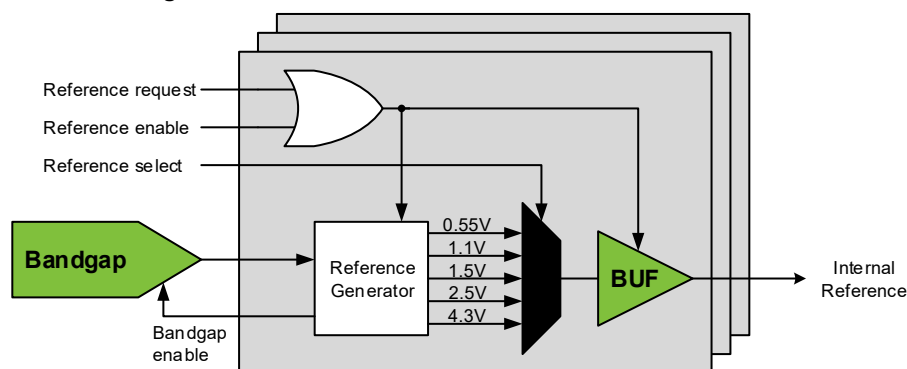 Reference request
Reference enable
Reference select
Bandgap
Bandgap
enable
Reference
Generator
0.55V
1.1V
1.5V
2.5V
4.3V
BUF
Internal
Reference